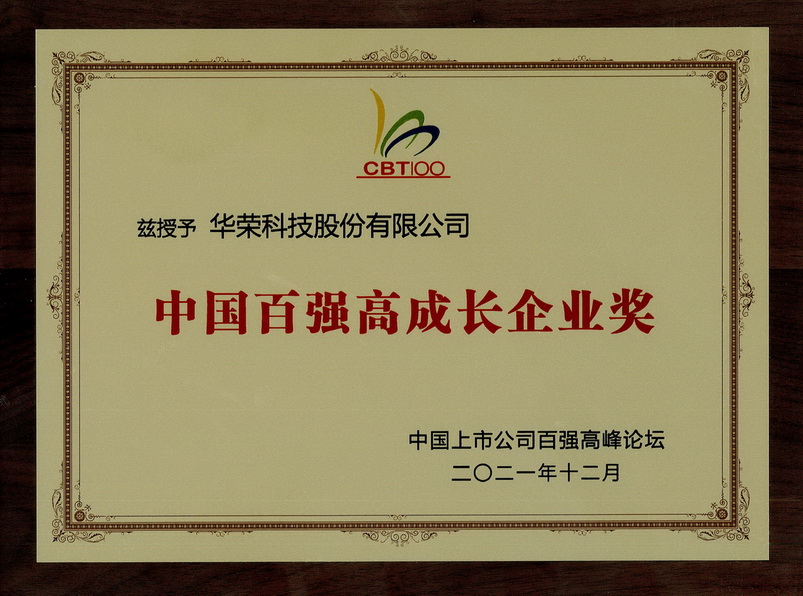 CBT100
兹授予 华荣科技股份有限公司
中国百强高成长企业奖
中国上市公司百强高峰论坛
二〇二一年十二月